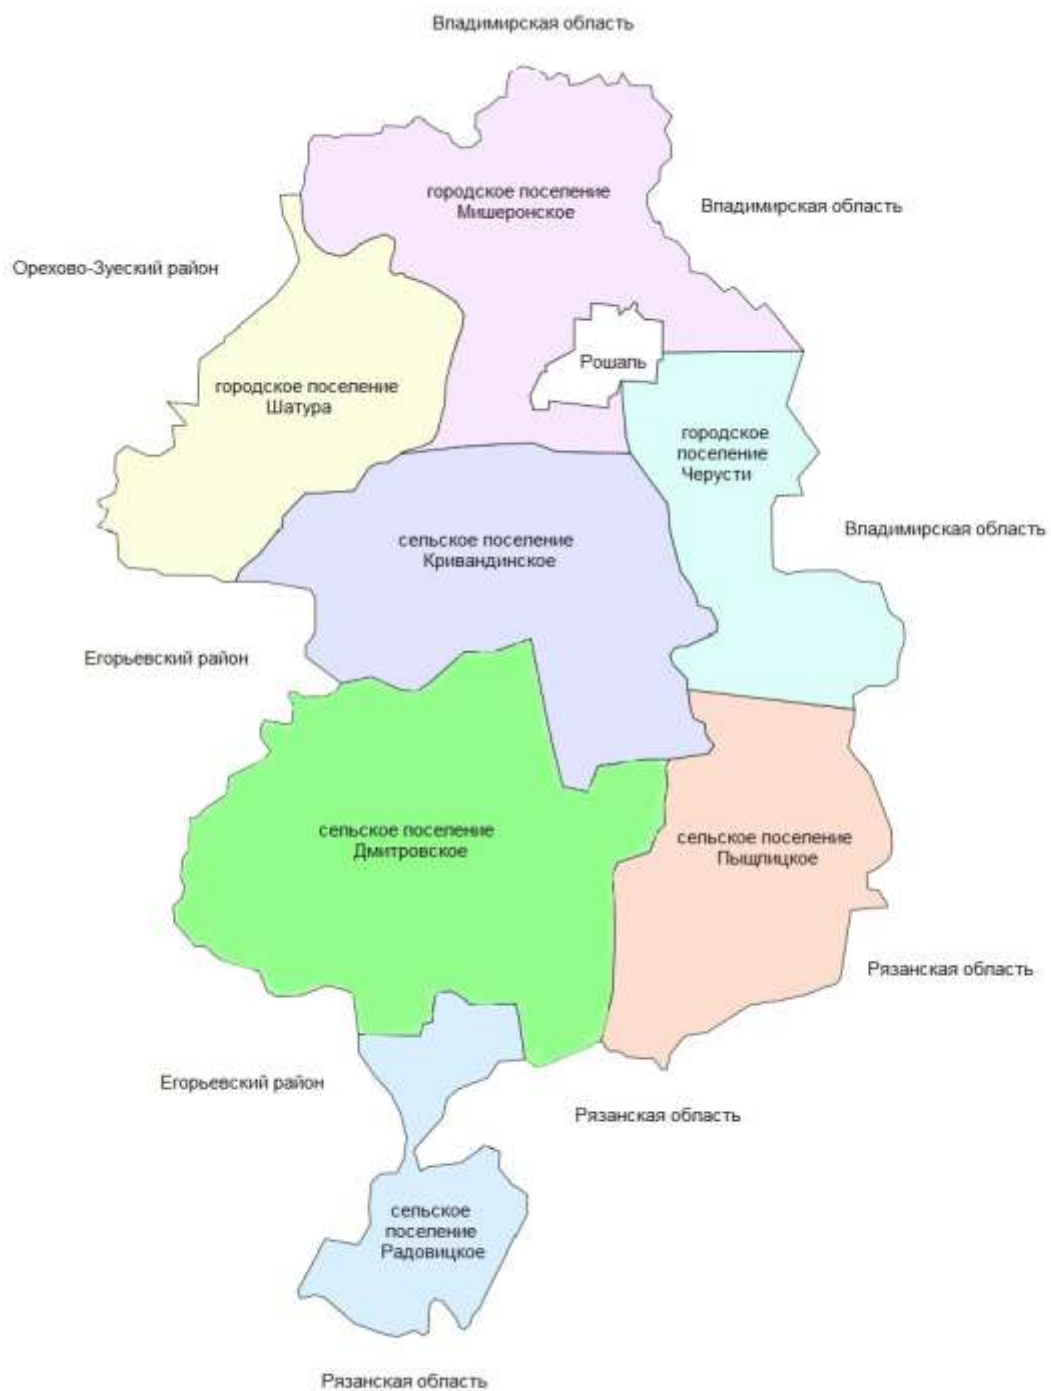 Владимирская область
городское поселение
Мишеронское
Владимирская область
Орехово-Зуеский район
Рошаль
городское поселение
Шатура
городское
поселение
Черусти
Владимирская область
сельское поселение
Кривандинское
Егорьевский район
сельское поселение
Дмитровское
сельское поселение
Пыщлицкое
Рязанская область
Егорьевский район
Рязанская область
сельское
поселение
Радовицкое
Рязанская область